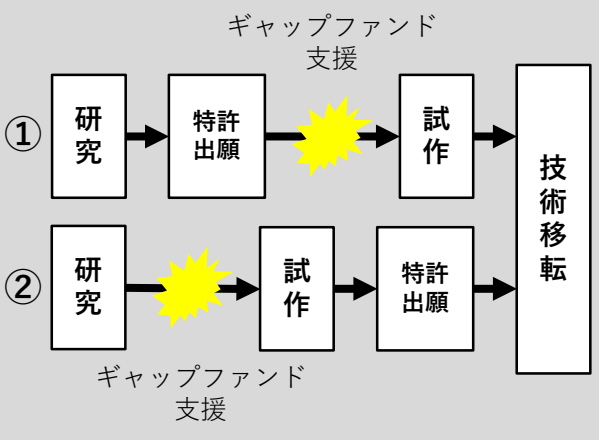 ギャップファンド
支援
①
研究
特許
出願
試作
技術移転
②
研究
試作
特許
出願
ギャップファンド
支援